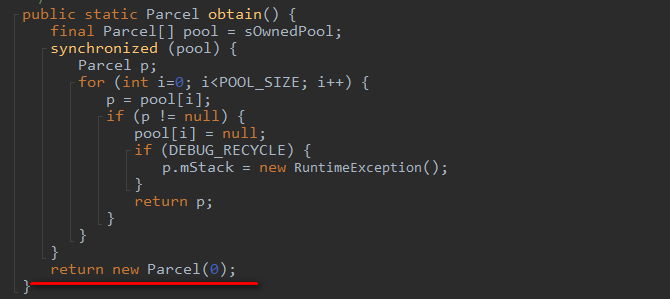 public static Parcel obtain() {
    final Parcel[] pool = sOwnedPool;
    synchronized (pool) {
        Parcel p;
        for (int i=0; i<POOL_SIZE; i++) {
            p = pool[i];
            if (p != null) {
                pool[i] = null;
                if (DEBUG_RECYCLE) {
                    p.mStack = new RuntimeException();
                }
                return p;
            }
        }
    }
    return new Parcel(0);
}